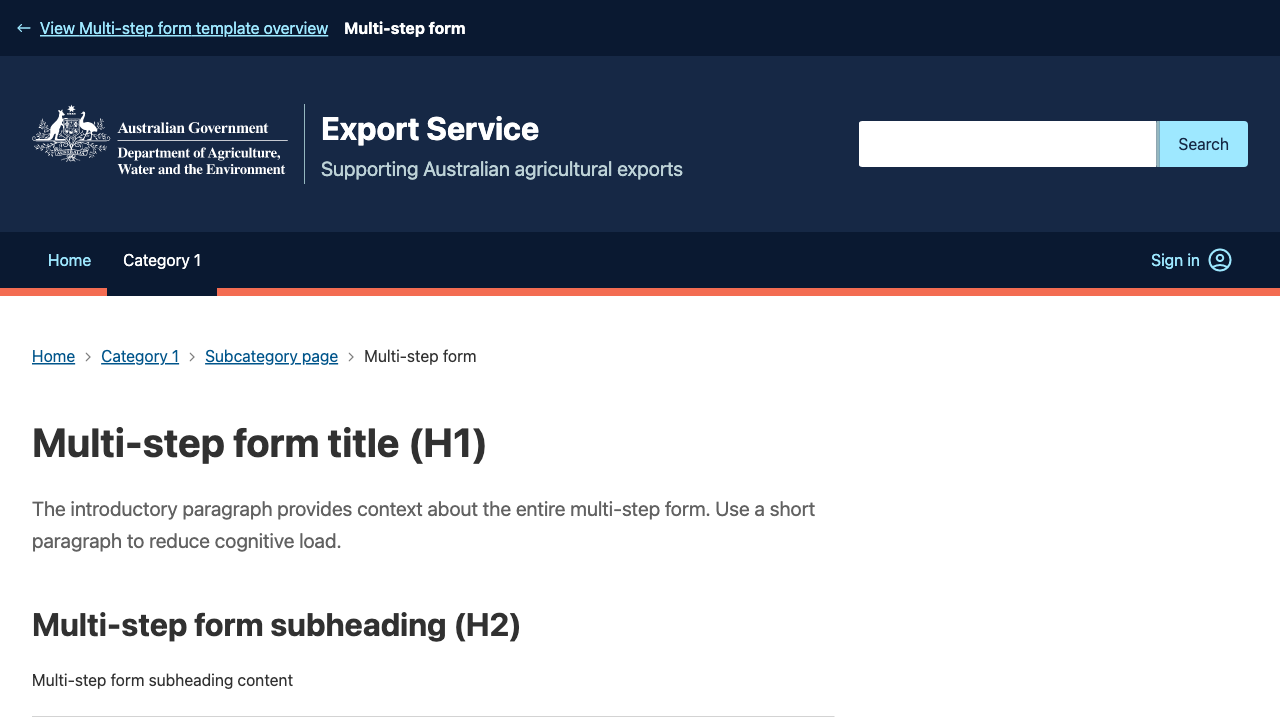 View Multi-step form template overview Multi-step form
Australian Government
Department of Agriculture,
Water and the Environment
Export Service
Supporting Australian agricultural exports
Search
Home Category 1 Sign in
Home Category 1 Subcategory page Multi-step form
Multi-step form title (H1)
The introductory paragraph provides context about the entire multi-step form. Use a short
paragraph to reduce cognitive load.
Multi-step form subheading (H2)
Multi-step form subheading content